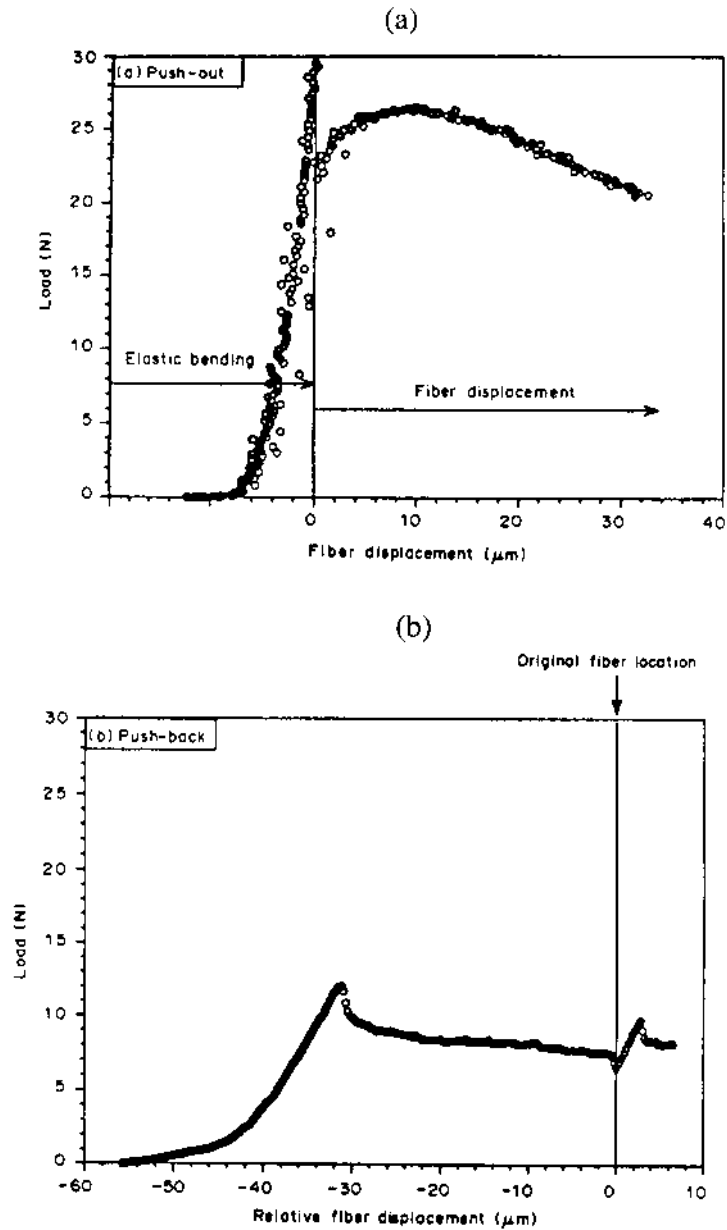 (a)
(a) Push-out
30
25
20
15
10
5
0
Load (N)
Elastic bending
Fiber displacement
0 10 20 30 40
Fiber displacement (μm)
(b)
Original fiber location
(b) Push-back
30
25
20
15
10
5
0
Load (N)
-60 -50 -40 -30 -20 -10 0 10
Relative fiber displacement (μm)